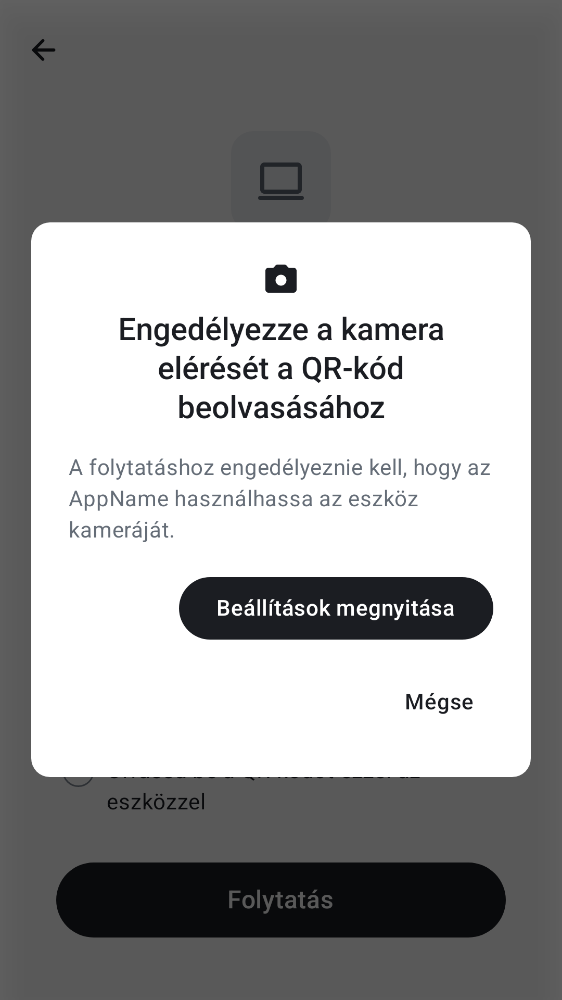 Engedélyezze a kamera
elérését a QR-kód
beolvasásához
A folytatáshoz engedélyeznie kell, hogy az
AppName használhassa az eszköz
kameráját.
Beállítások megnyitása
Mégse
eszközzel
Folytatás